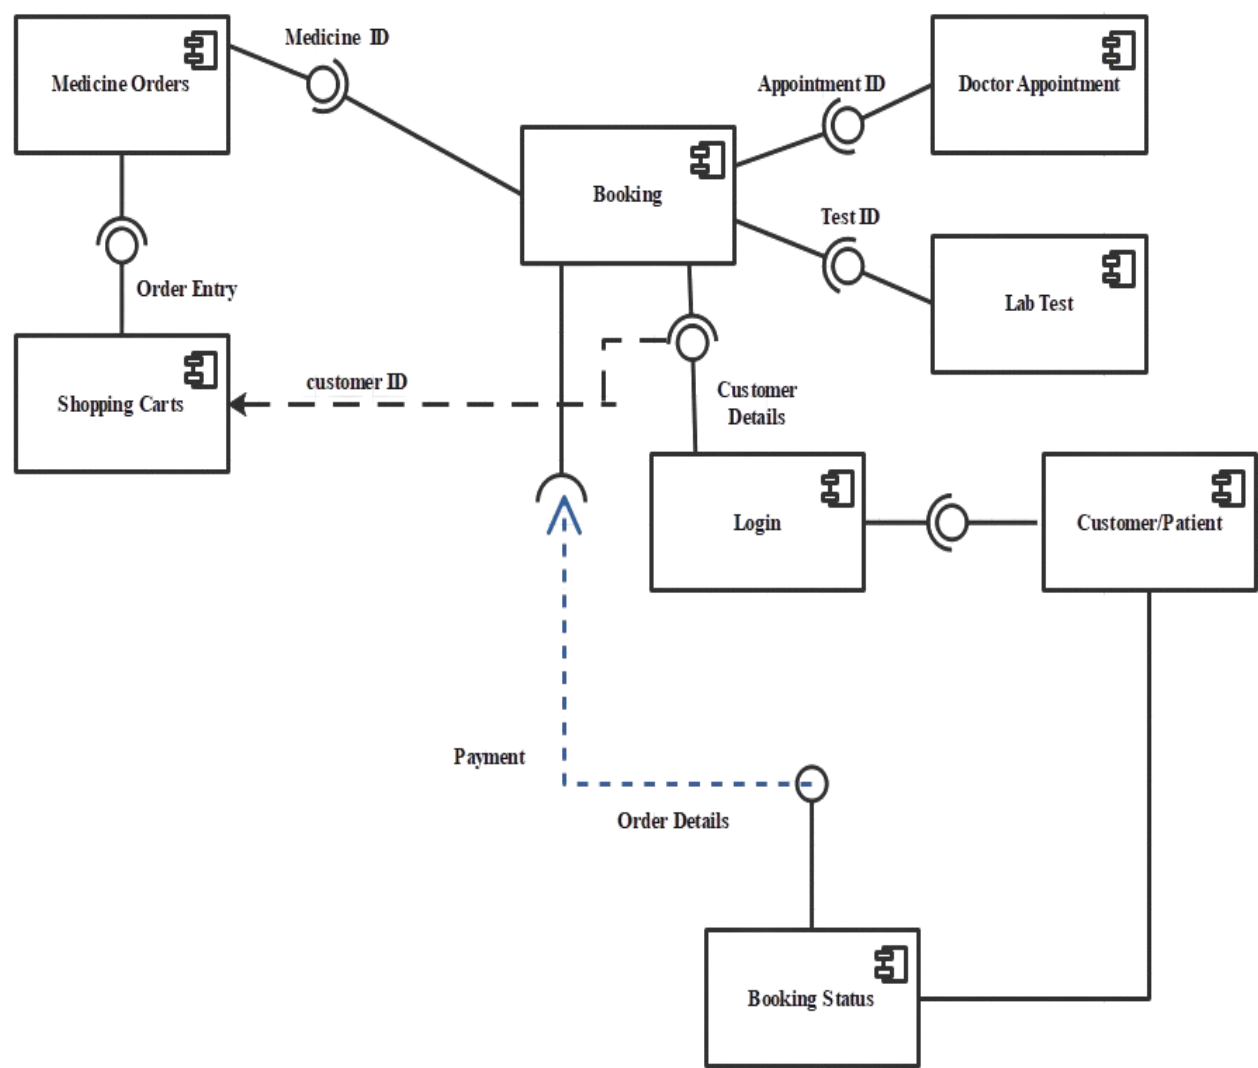 Medicine ID
Medicine Orders
Appointment ID
Doctor Appointment
Booking
Test ID
Order Entry
Lab Test
customer ID
Shopping Carts
Customer
Details
Login
Customer/Patient
Payment
Order Details
Booking Status